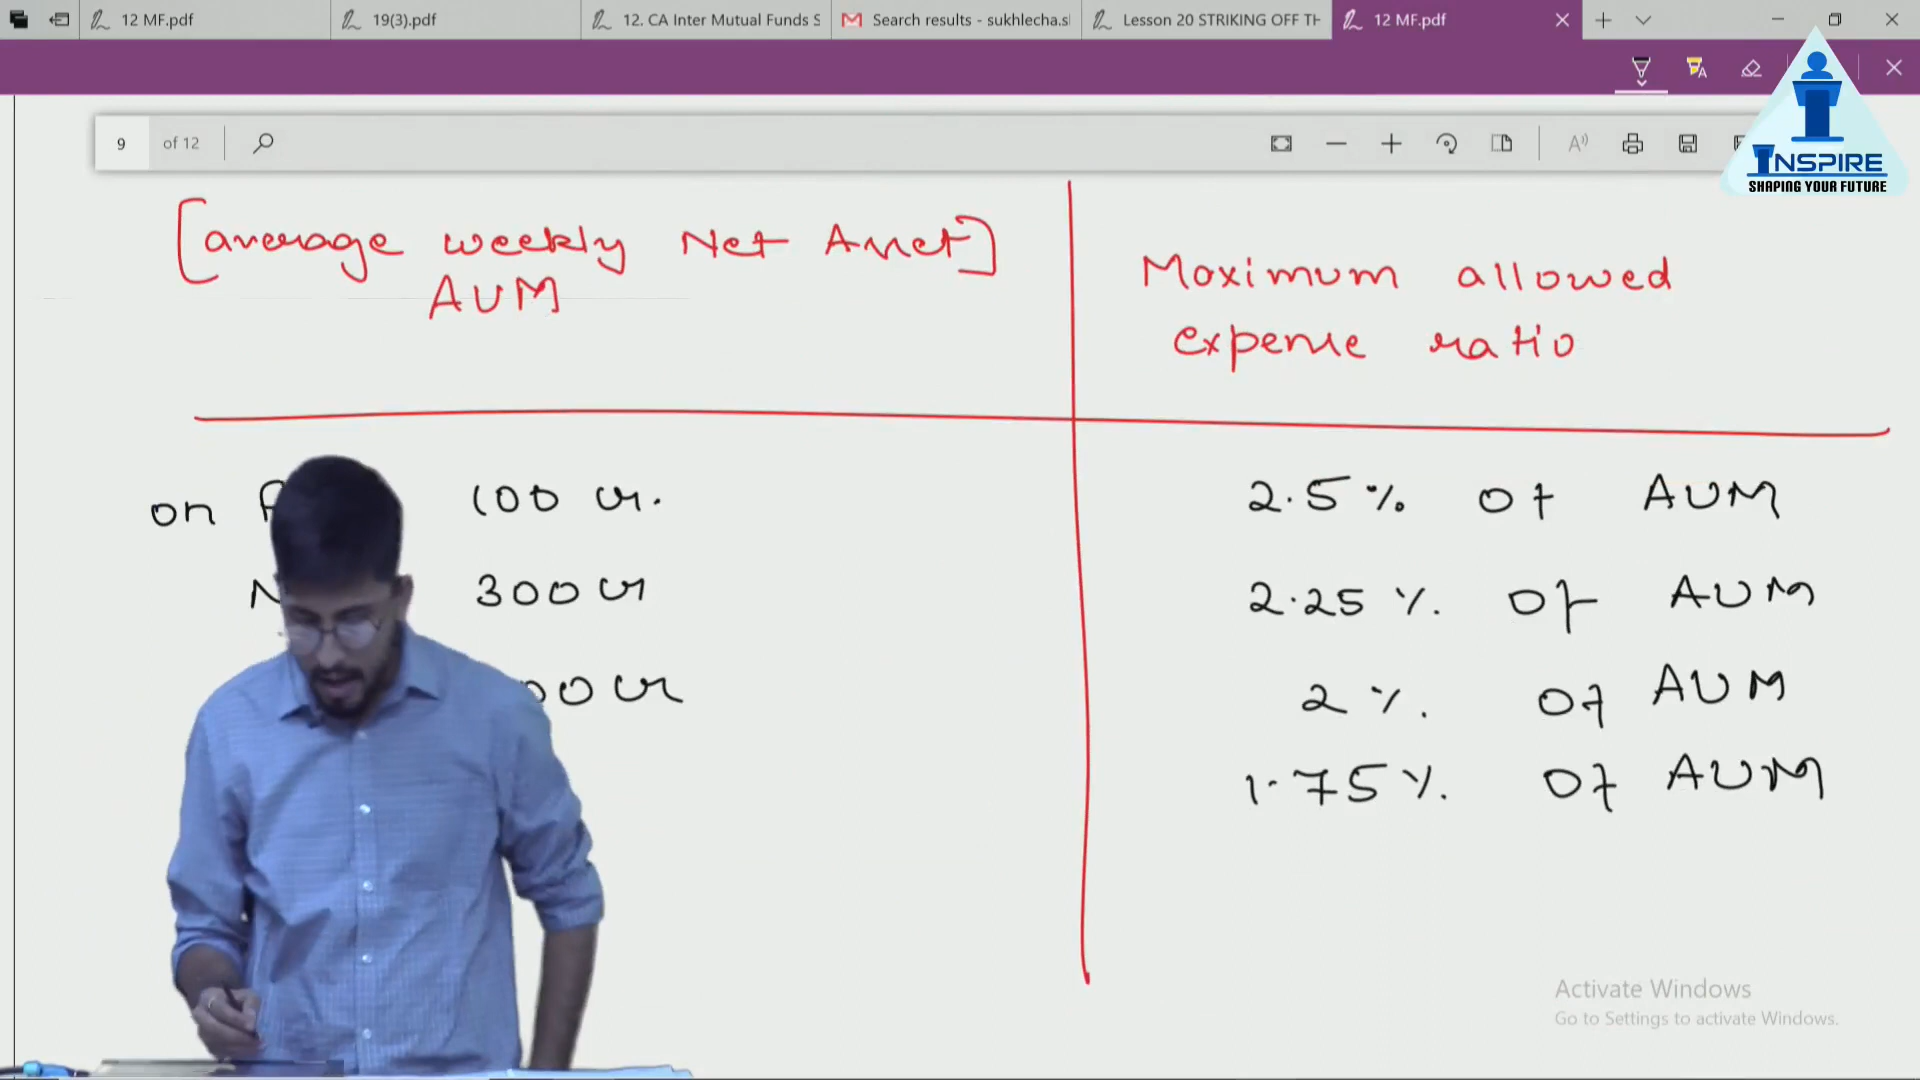 12 MF.pdf
19(3).pdf
12. CA Inter Mutual Funds S
Search results - sukhlecha.sl
Lesson 20 STRIKING OFF TH
12 MF.pdf
9 of 12
INSPIRE
SHAPING YOUR FUTURE
[average weekly Net Asset]
AUM
Maximum allowed
expense ratio
on 100 cr.
2.5% of AUM
300 cr
2.25 % of AUM
00 cr
2 % of AUM
1.75 % of AUM
Activate Windows
Go to Settings to activate Windows.